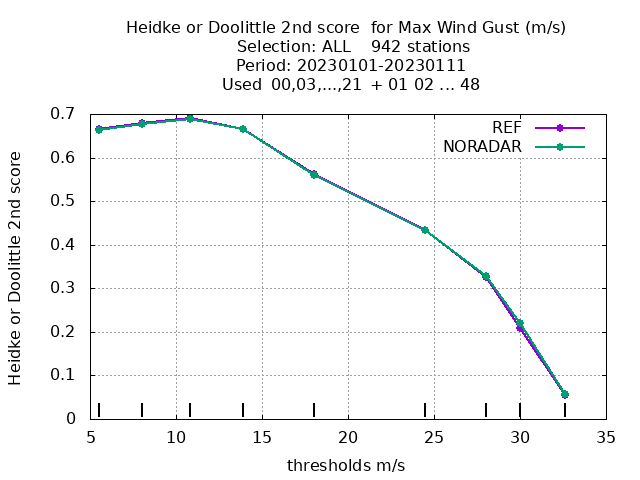 Heidke or Doolittle 2nd score  for Max Wind Gust (m/s)
Selection: ALL    942 stations
Period: 20230101-20230111
Used  00,03,...,21  + 01 02 ... 48
REF
NORADAR
Heidke or Doolittle 2nd score
0.7
0.6
0.5
0.4
0.3
0.2
0.1
0
5 10 15 20 25 30 35
thresholds m/s